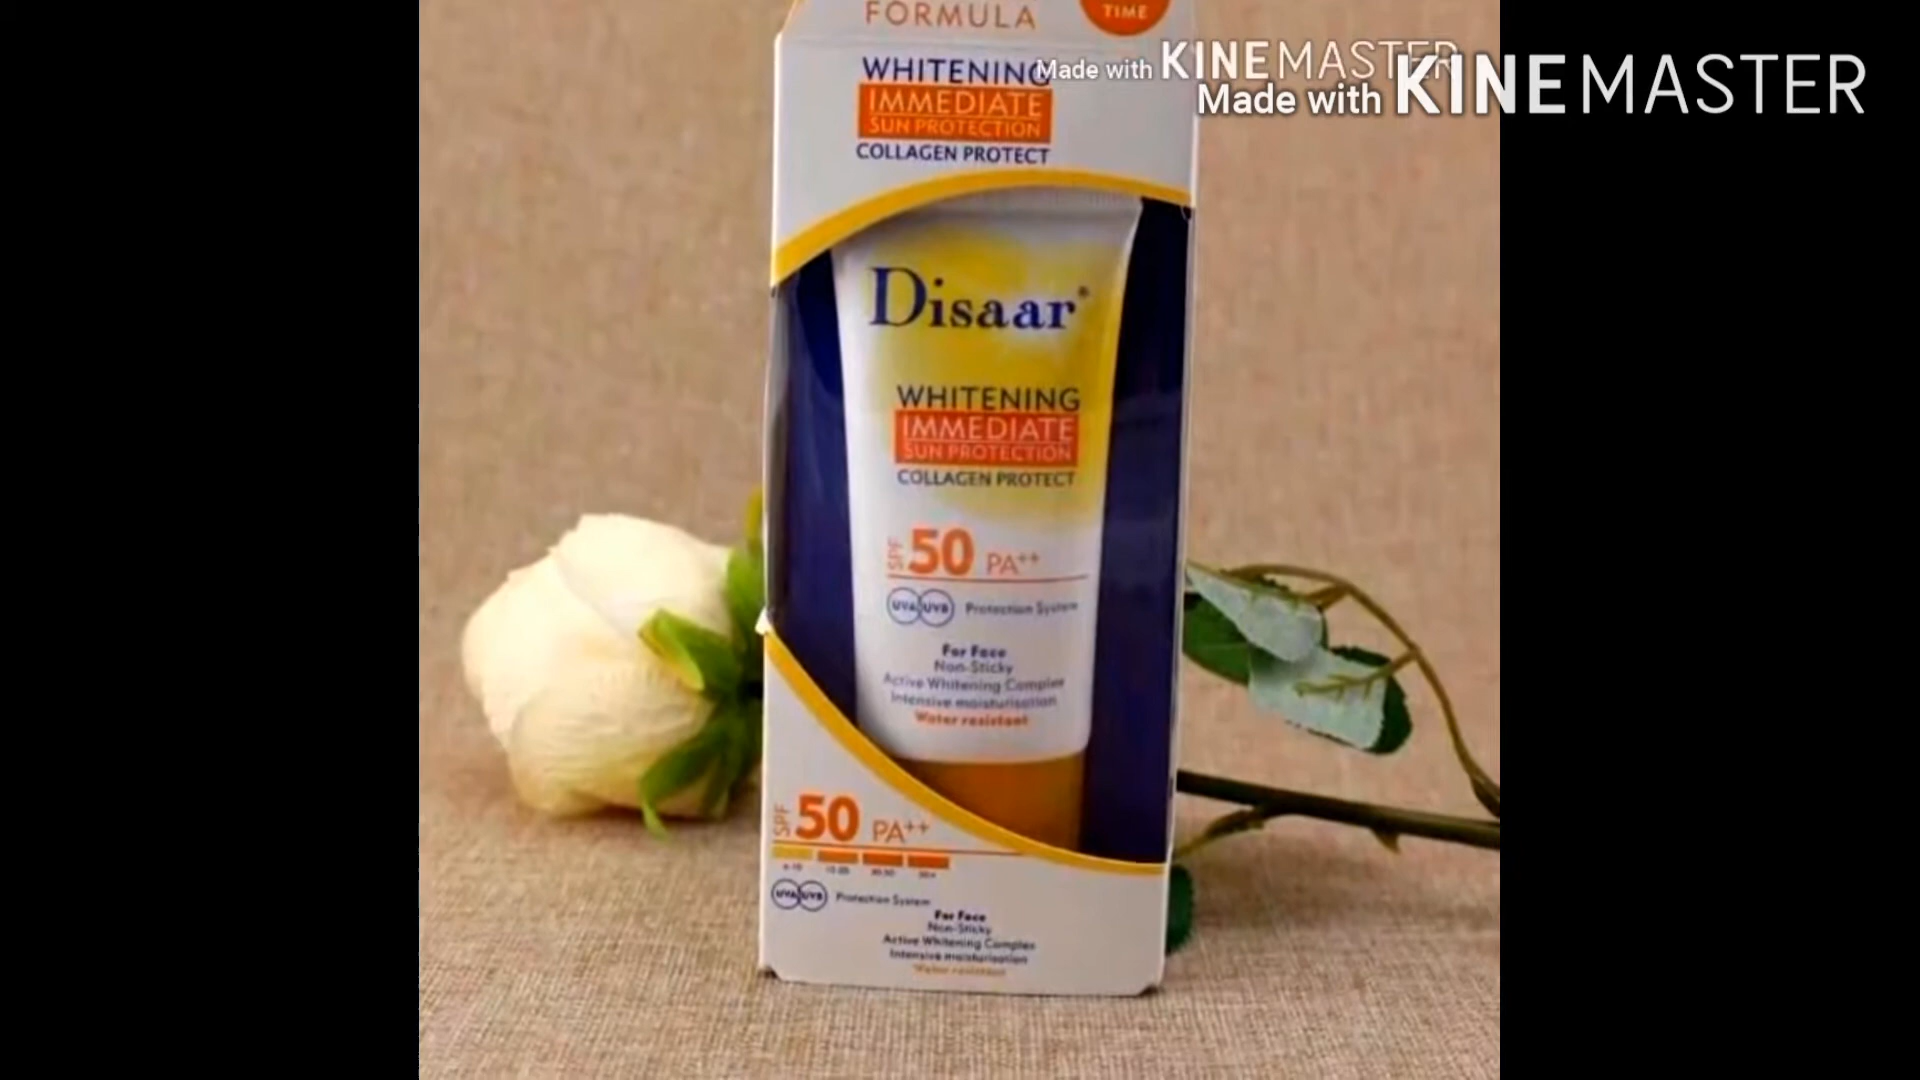 FORMULA
TIME
WHITENING
IMMEDIATE
SUN PROTECTION
COLLAGEN PROTECT
Made with KINEMASTER
Made with KINEMASTER
Disaar®
WHITENING
IMMEDIATE
SUN PROTECTION
COLLAGEN PROTECT
SPF 50 PA++
UVA UVB Protection System
For Face
Non-Sticky
Active Whitening Complex
Intensive moisturisation
Water resistant
SPF 50 PA++
UVA UVB Protection System
For Face
Non-Sticky
Active Whitening Complex
Intensive moisturisation
Water resistant